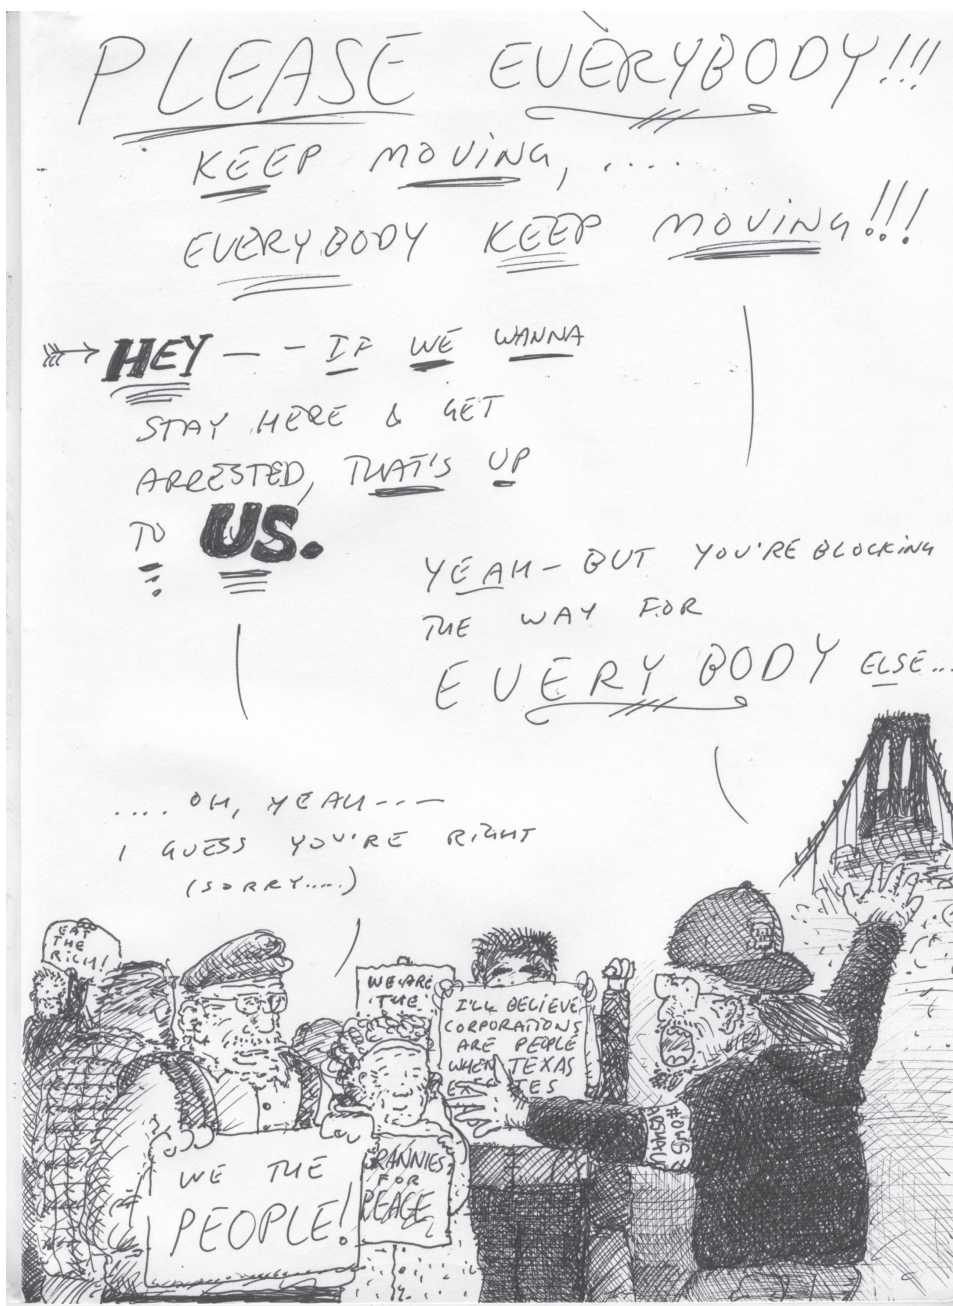 PLEASE EVERYBODY!!!
KEEP MOVING, ....
EVERYBODY KEEP MOVING!!!
HEY -- IF WE WANNA
STAY HERE & GET
ARRESTED, THAT'S UP
TO US.
YEAH- BUT YOU'RE BLOCKING
THE WAY FOR
EVERYBODY ELSE...
.... OH, YEAH---
I GUESS YOU'RE RIGHT
(SORRY.....)
EAT
THE
RICH!
WE ARE
THE
I'LL BELIEVE
CORPORATIONS
ARE PEOPLE
WHEN TEXAS
WE THE
PEOPLE!
GRANNIES
FOR
PEACE